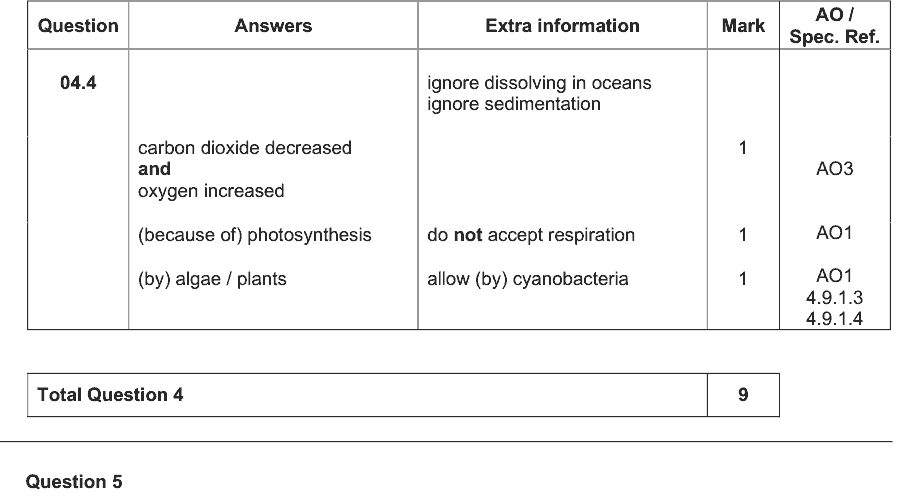 Question Answers Extra information Mark AO /
Spec. Ref.
04.4 ignore dissolving in oceans
ignore sedimentation
carbon dioxide decreased 1
and AO3
oxygen increased
(because of) photosynthesis do not accept respiration 1 AO1
(by) algae / plants allow (by) cyanobacteria 1 AO1
4.9.1.3
4.9.1.4
Total Question 4 9
Question 5